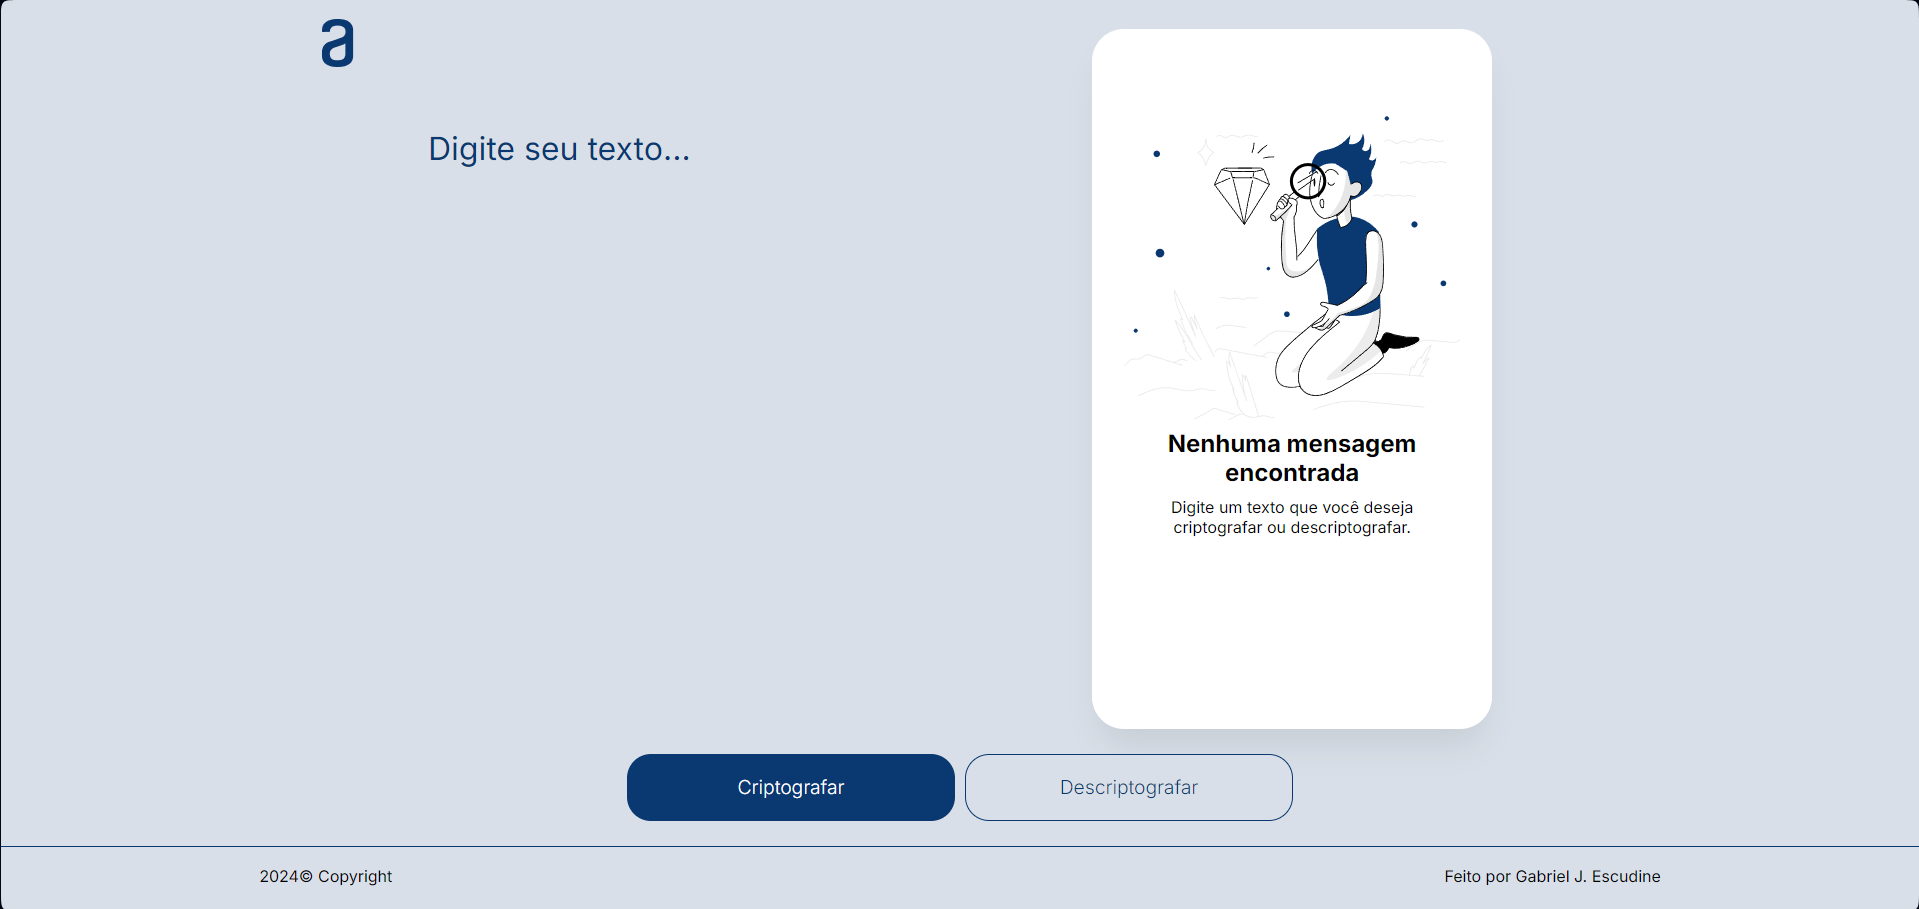 a
Digite seu texto...
Nenhuma mensagem
encontrada
Digite um texto que você deseja
criptografar ou descriptografar.
Criptografar
Descriptografar
2024© Copyright
Feito por Gabriel J. Escudine